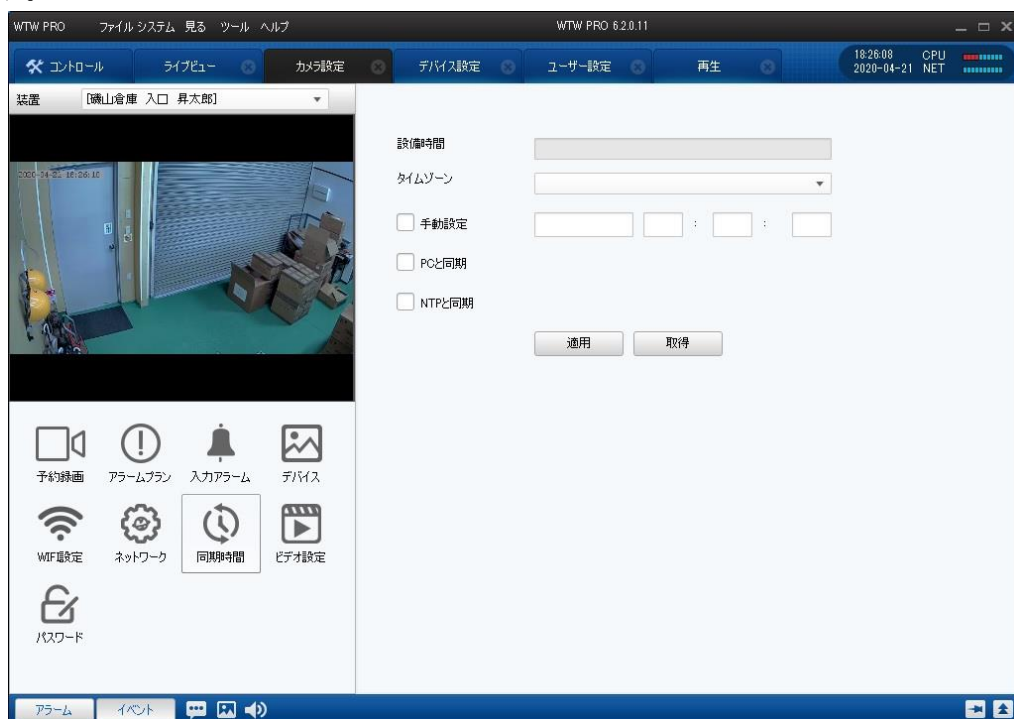 WTW PRO ファイル システム 見る ツール ヘルプ WTW PRO 6.2.0.11
コントロール ライブビュー カメラ設定 デバイス設定 ユーザー設定 再生 18:26:08 CPU
2020-04-21 NET
装置 [磯山倉庫 入口 昇太郎]
2020-04-21 18:26:10
設備時間
タイムゾーン
手動設定 : :
PCと同期
NTPと同期
適用 取得
予約録画 アラームプラン 入力アラーム デバイス
WIFI設定 ネットワーク 同期時間 ビデオ設定
パスワード
アラーム イベント